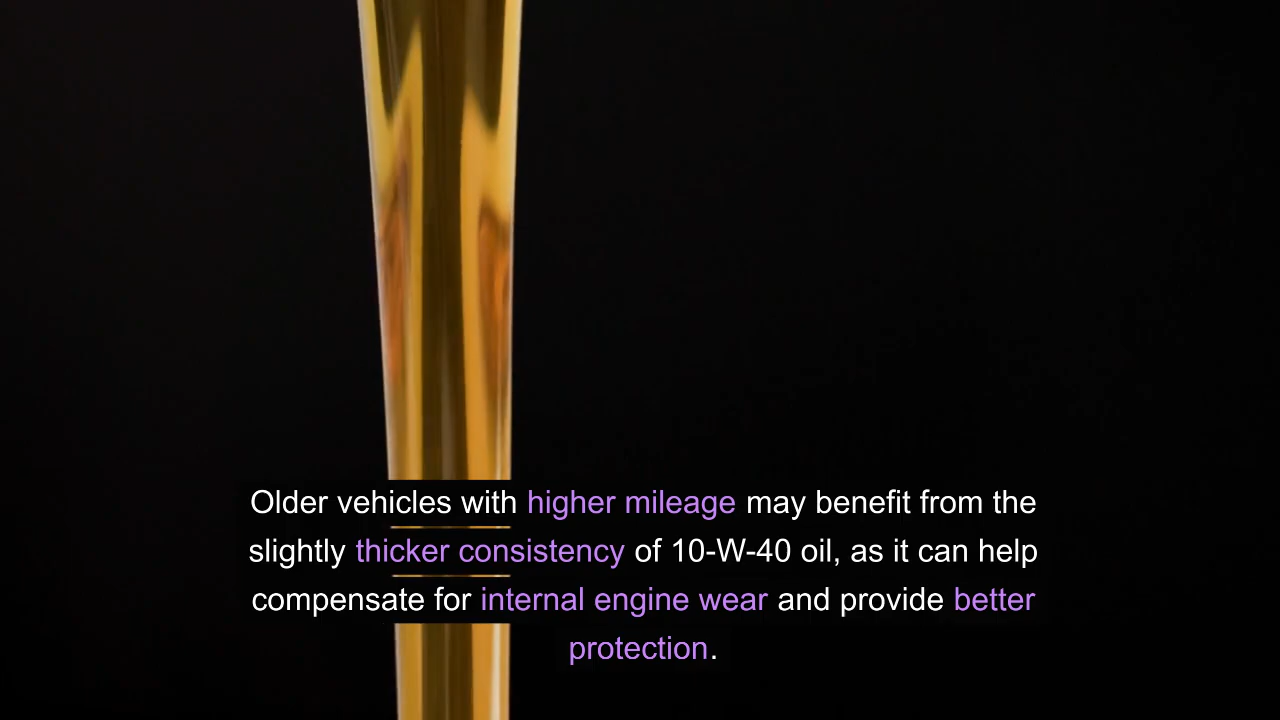 Older vehicles with higher mileage may benefit from the
slightly thicker consistency of 10-W-40 oil, as it can help
compensate for internal engine wear and provide better
protection.